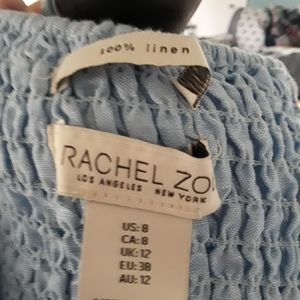 100% linen
RACHEL ZO
LOS ANGELES NEW YORK
US: 8
CA: 8
UK: 12
EU: 38
AU: 12